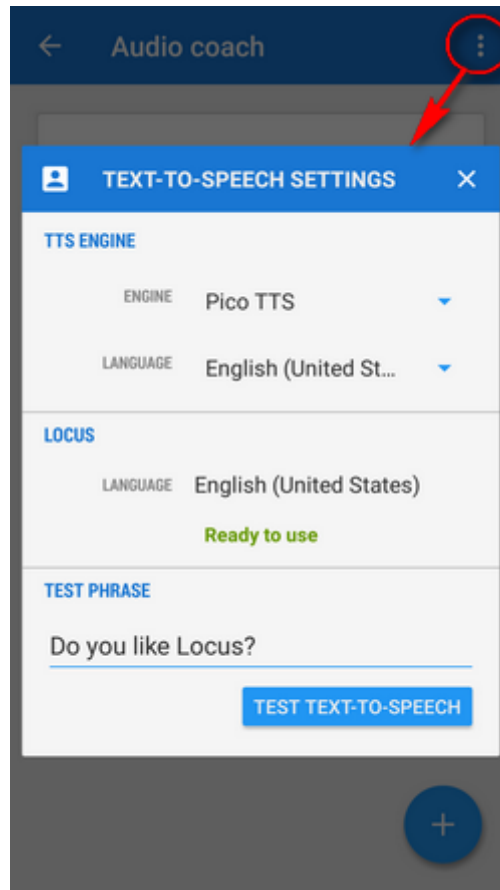 Audio coach
TEXT-TO-SPEECH SETTINGS
TTS ENGINE
ENGINE Pico TTS
LANGUAGE English (United St...
LOCUS
LANGUAGE English (United States)
Ready to use
TEST PHRASE
Do you like Locus?
TEST TEXT-TO-SPEECH